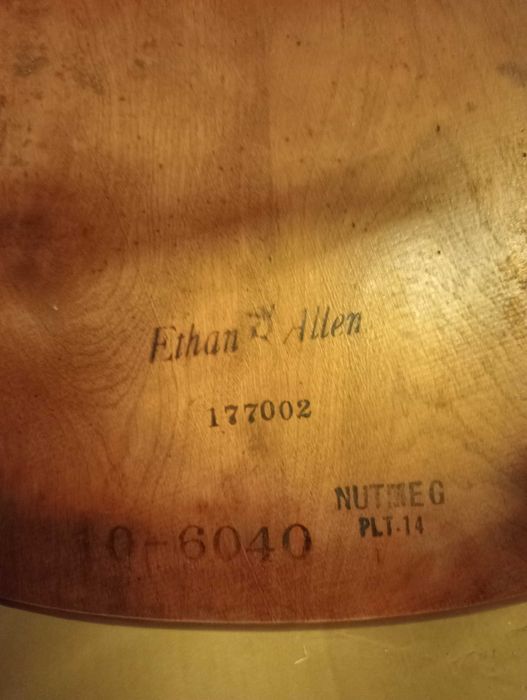 Ethan Allen
177002
NUTMEG
PLT-14
10-6040